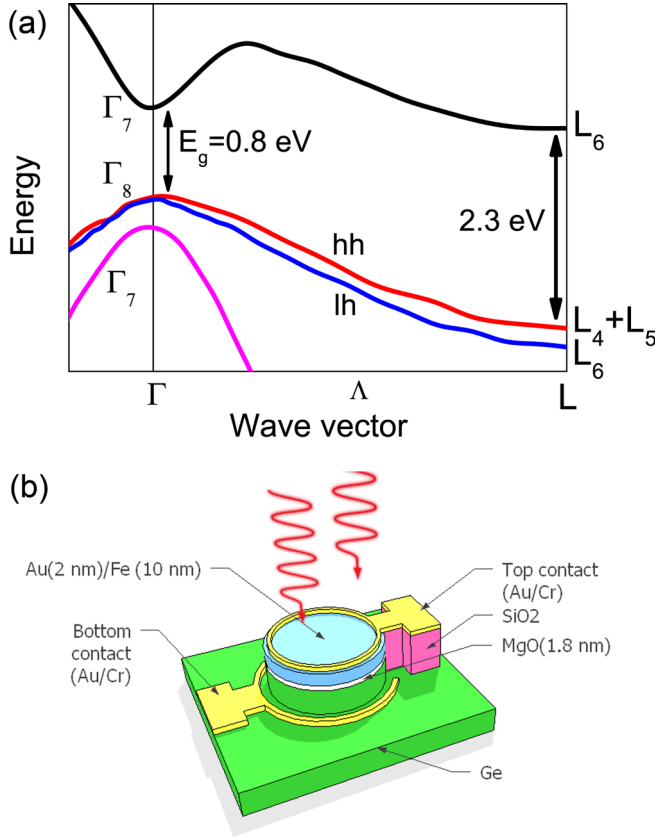 (a)
Γ7
Eg=0.8 eV
L6
Γ8
2.3 eV
hh
Γ7
lh
L4+L5
L6
Energy
Γ
Λ
L
Wave vector
(b)
Au(2 nm)/Fe (10 nm)
Top contact
(Au/Cr)
SiO2
MgO(1.8 nm)
Bottom
contact
(Au/Cr)
Ge